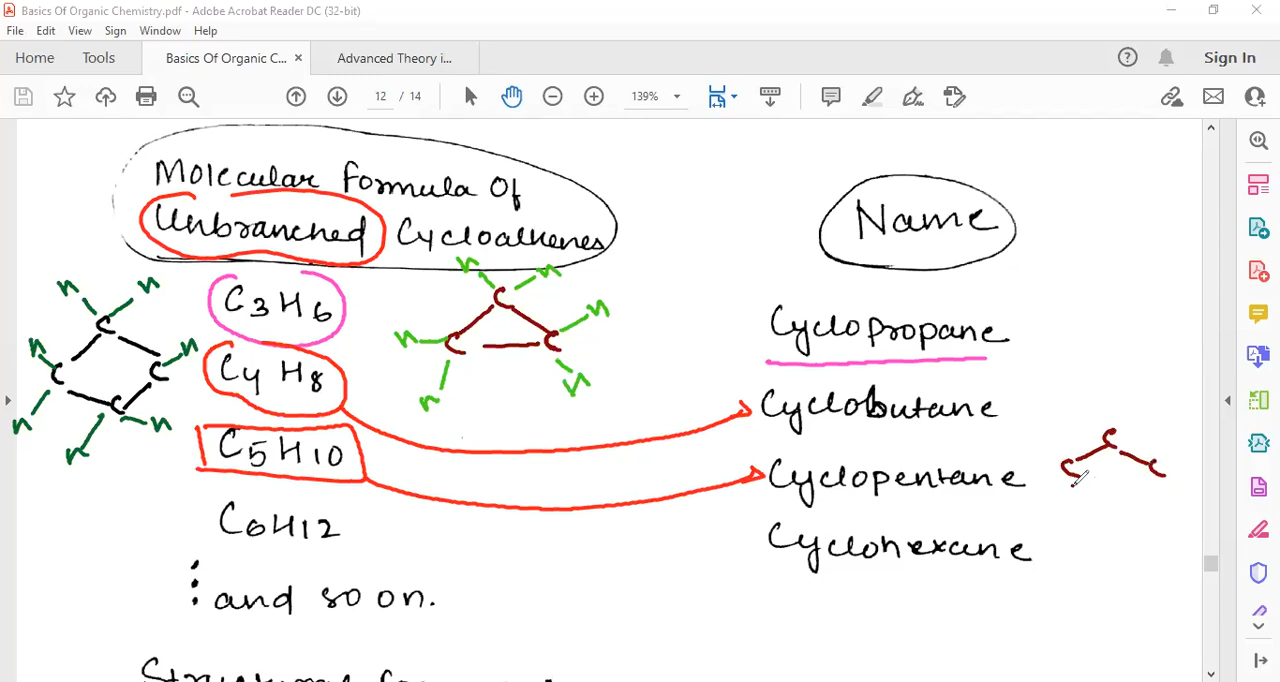 Basics Of Organic Chemistry.pdf - Adobe Acrobat Reader DC (32-bit)
File Edit View Sign Window Help
Home Tools Basics Of Organic C... × Advanced Theory i... Sign In
12 / 14 139%
Molecular Formula Of
Unbranched Cycloalkenes
Name
C3H6
Cyclopropane
C4H8
Cyclobutane
C5H10
Cyclopentane
C6H12
Cyclohexane
: and so on.